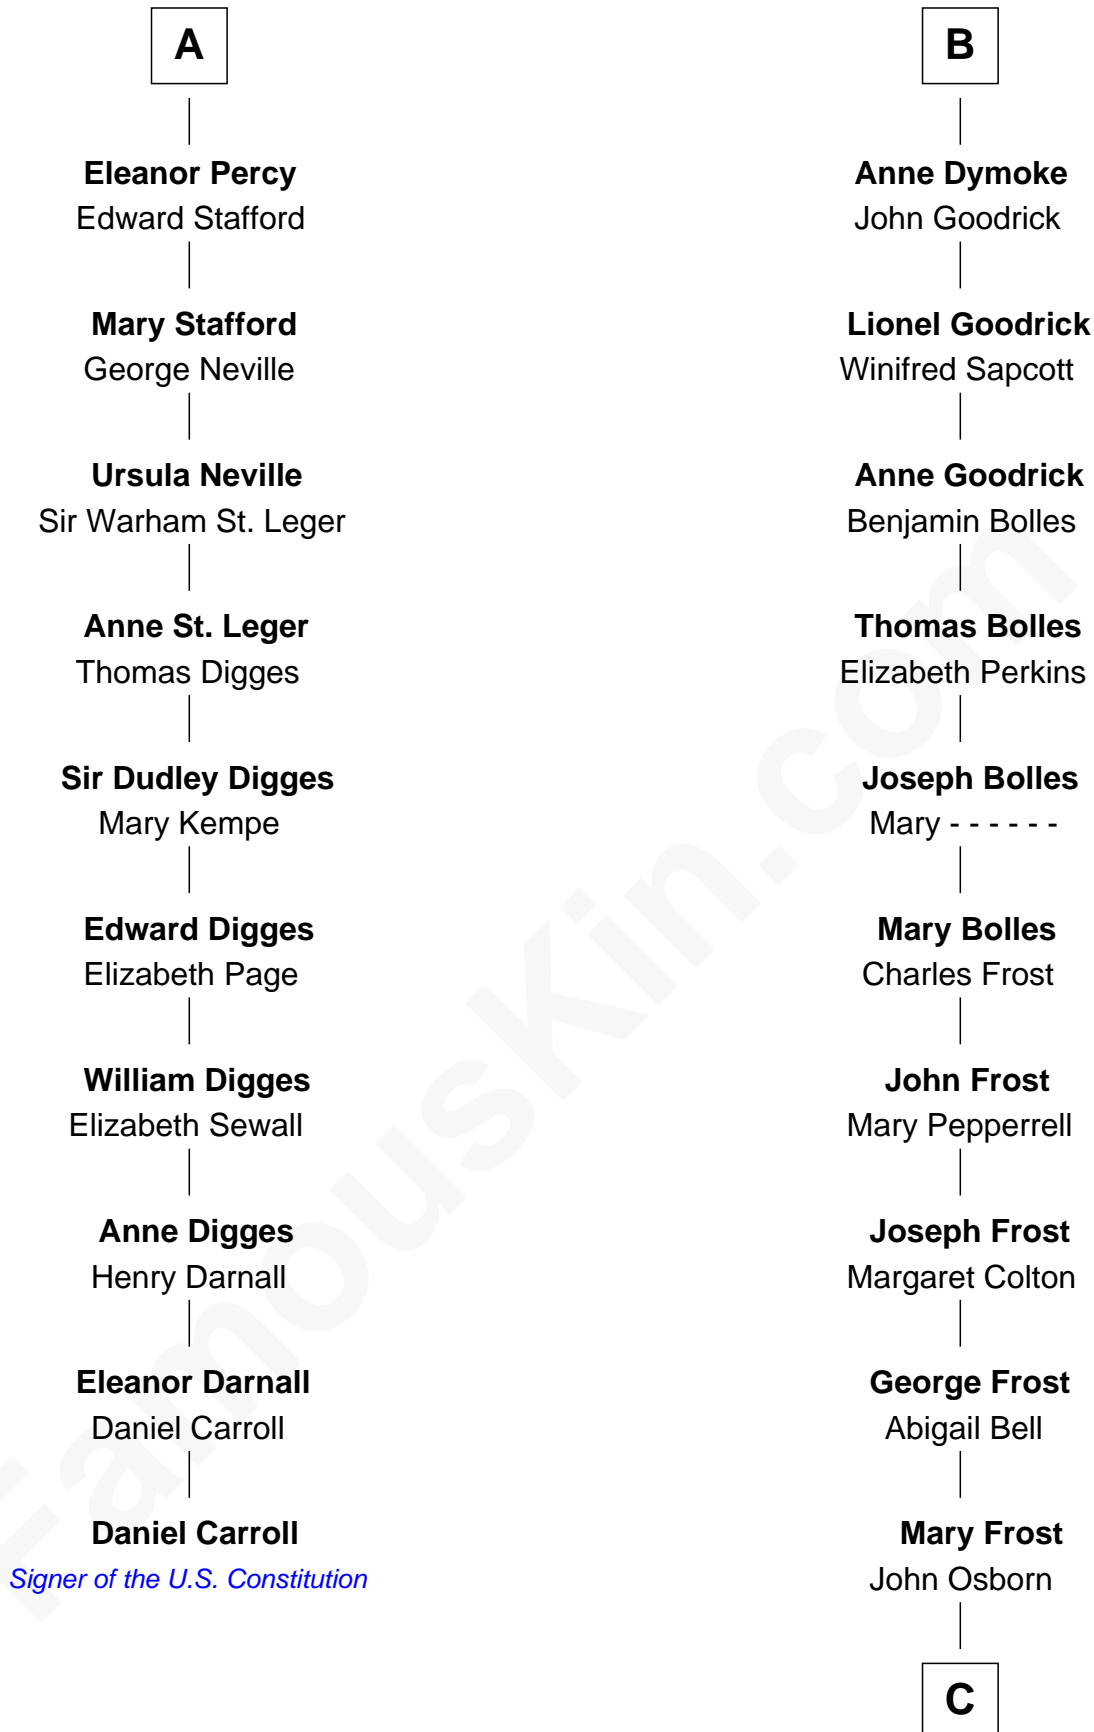 A
Eleanor Percy
Edward Stafford
Mary Stafford
George Neville
Ursula Neville
Sir Warham St. Leger
Anne St. Leger
Thomas Digges
Sir Dudley Digges
Mary Kempe
Edward Digges
Elizabeth Page
William Digges
Elizabeth Sewall
Anne Digges
Henry Darnall
Eleanor Darnall
Daniel Carroll
Daniel Carroll
Signer of the U.S. Constitution
B
Anne Dymoke
John Goodrick
Lionel Goodrick
Winifred Sapcott
Anne Goodrick
Benjamin Bolles
Thomas Bolles
Elizabeth Perkins
Joseph Bolles
Mary - - - - - -
Mary Bolles
Charles Frost
John Frost
Mary Pepperrell
Joseph Frost
Margaret Colton
George Frost
Abigail Bell
Mary Frost
John Osborn
C
FamousKin.com